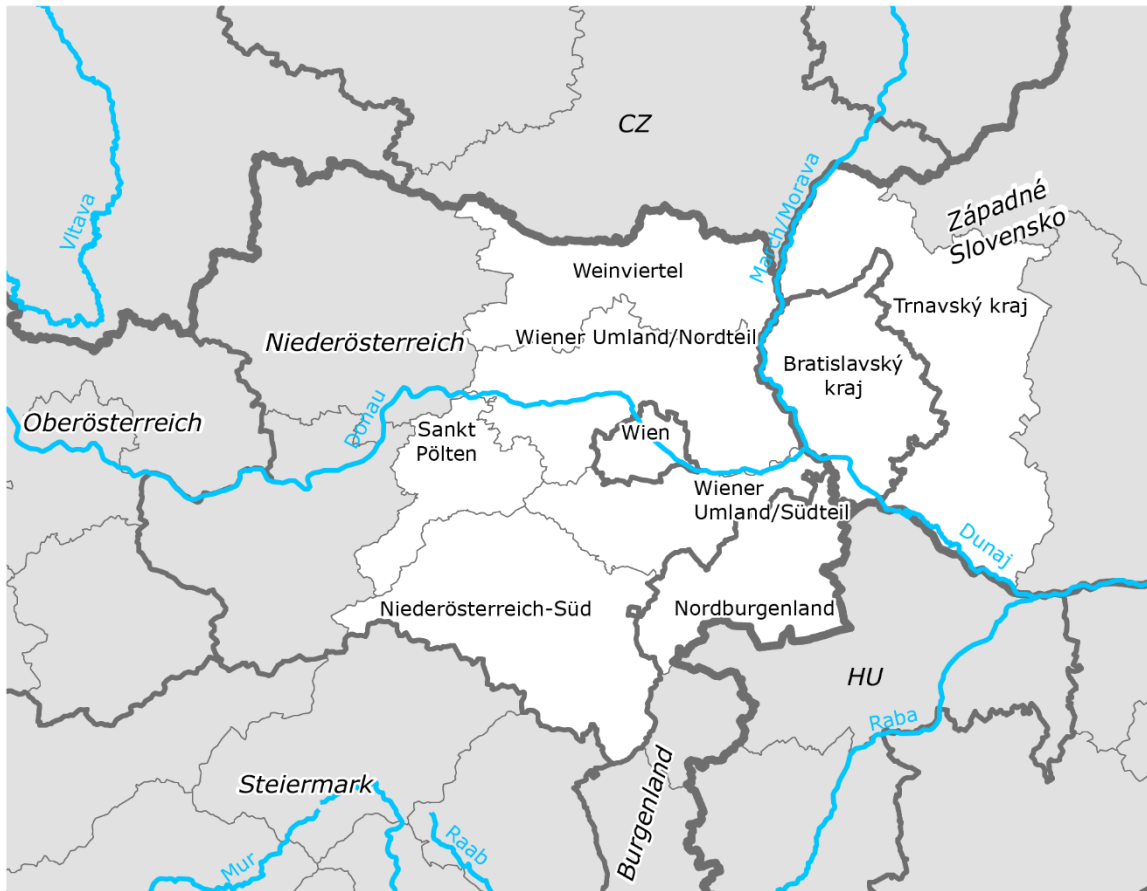 CZ
Vltava
March/Morava
Západné
Slovensko
Weinviertel
Trnavský kraj
Niederösterreich
Wiener Umland/Nordteil
Bratislavský
kraj
Oberösterreich
Donau
Sankt
Pölten
Wien
Wiener
Umland/Südteil
Dunaj
Niederösterreich-Süd
Nordburgenland
HU
Raba
Steiermark
Burgenland
Mur
Raab